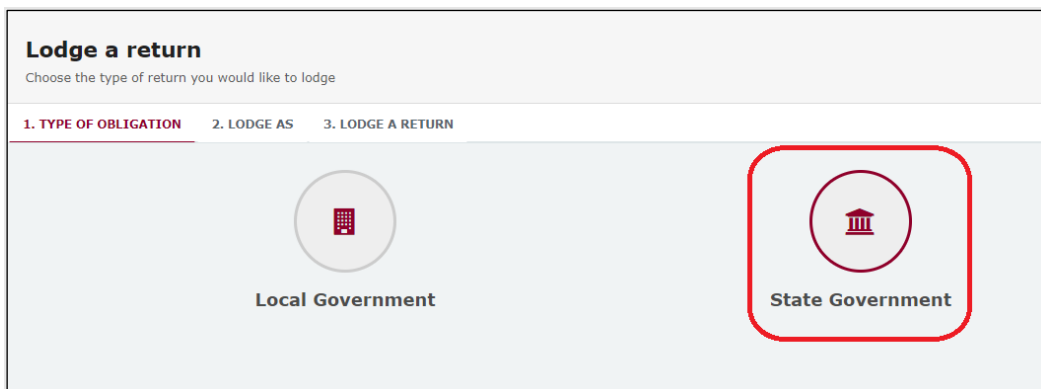 Lodge a return
Choose the type of return you would like to lodge
1. TYPE OF OBLIGATION 2. LODGE AS 3. LODGE A RETURN
Local Government State Government